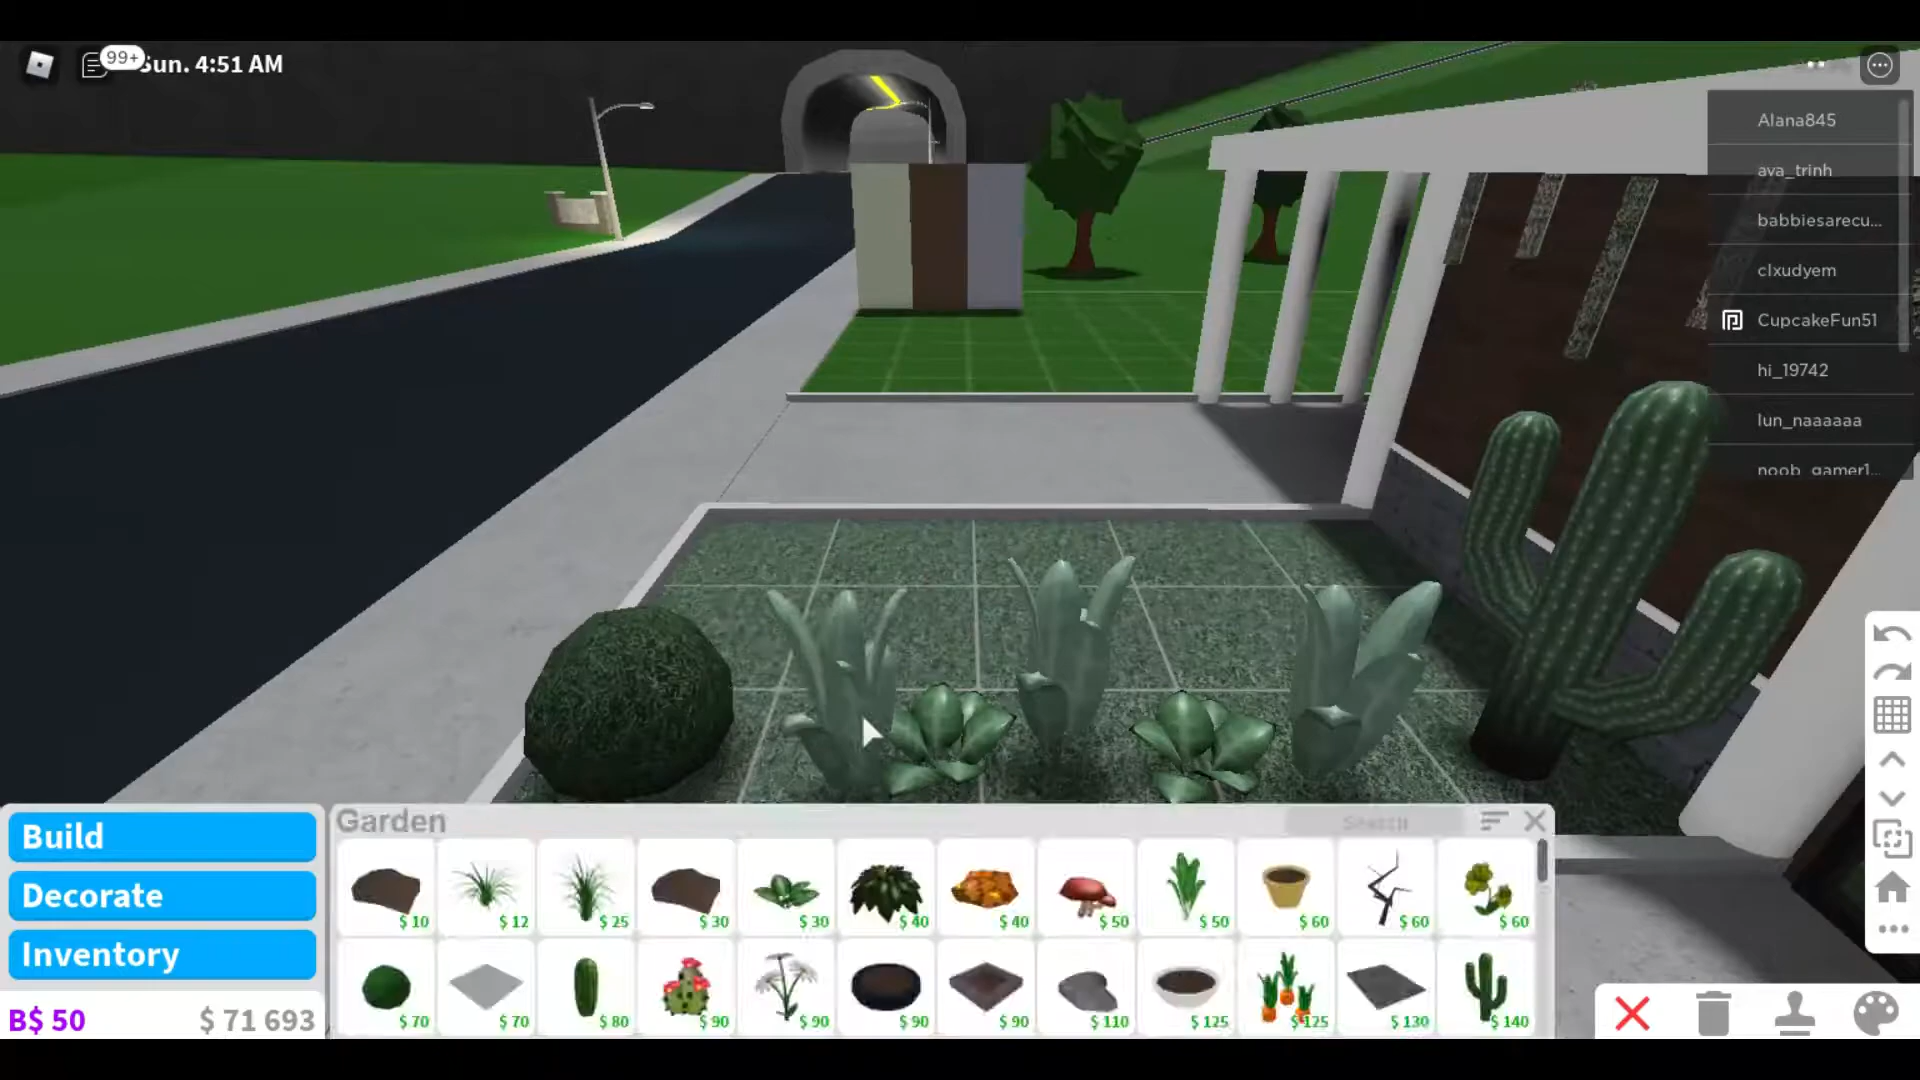 99+
Sun. 4:51 AM
Alana845
ava_trinh
babbiesarecu...
clxudyem
CupcakeFun51
hi_19742
lun_naaaaaa
noob_gamer1...
Build
Decorate
Inventory
B$ 50
$ 71 693
Garden
Search
$ 10
$ 12
$ 25
$ 30
$ 30
$ 40
$ 40
$ 50
$ 50
$ 60
$ 60
$ 60
$ 70
$ 70
$ 80
$ 90
$ 90
$ 90
$ 90
$ 110
$ 125
$ 125
$ 130
$ 140